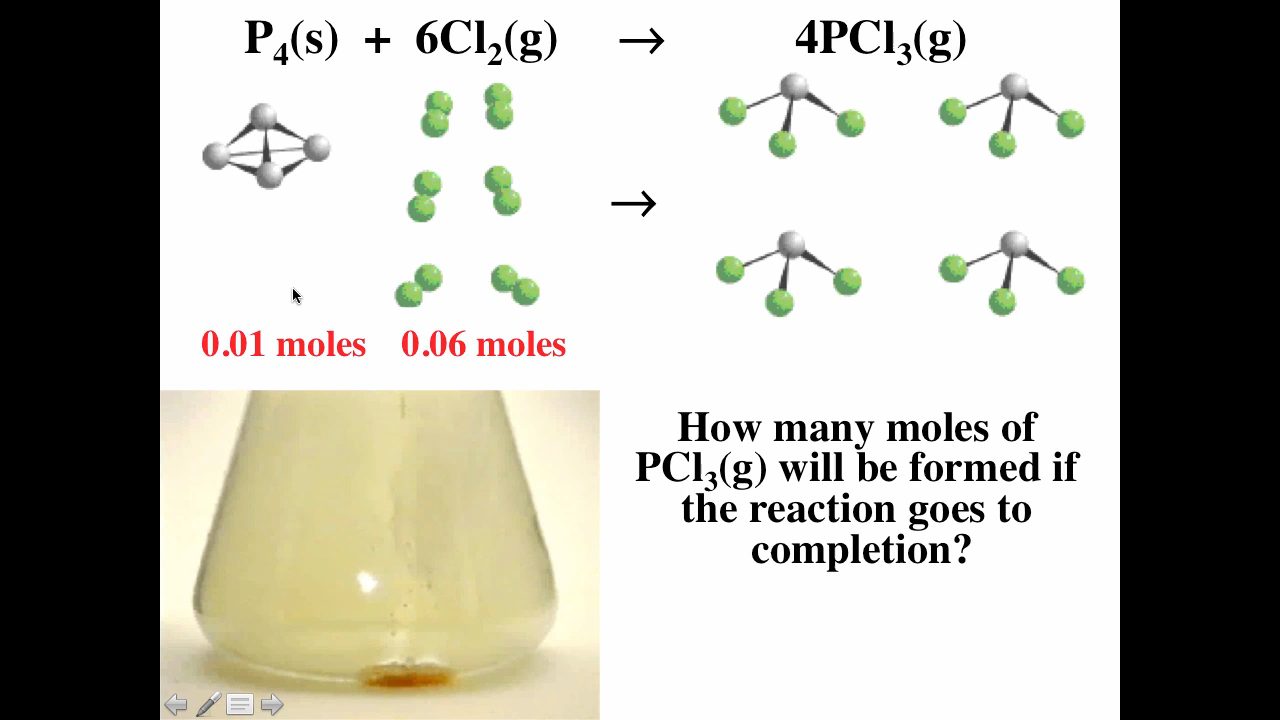 P₄(s) + 6Cl₂(g) → 4PCl₃(g)
→
0.01 moles 0.06 moles
How many moles of
PCl₃(g) will be formed if
the reaction goes to
completion?